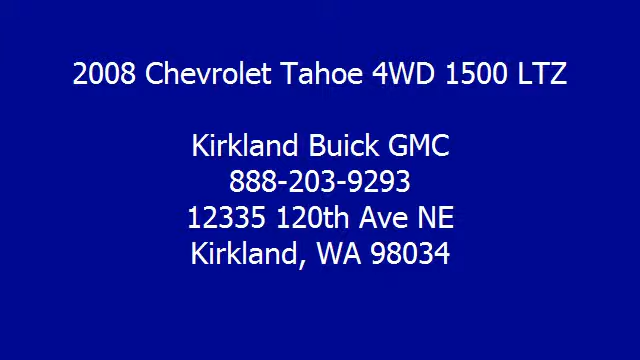 2008 Chevrolet Tahoe 4WD 1500 LTZ
Kirkland Buick GMC
888-203-9293
12335 120th Ave NE
Kirkland, WA 98034